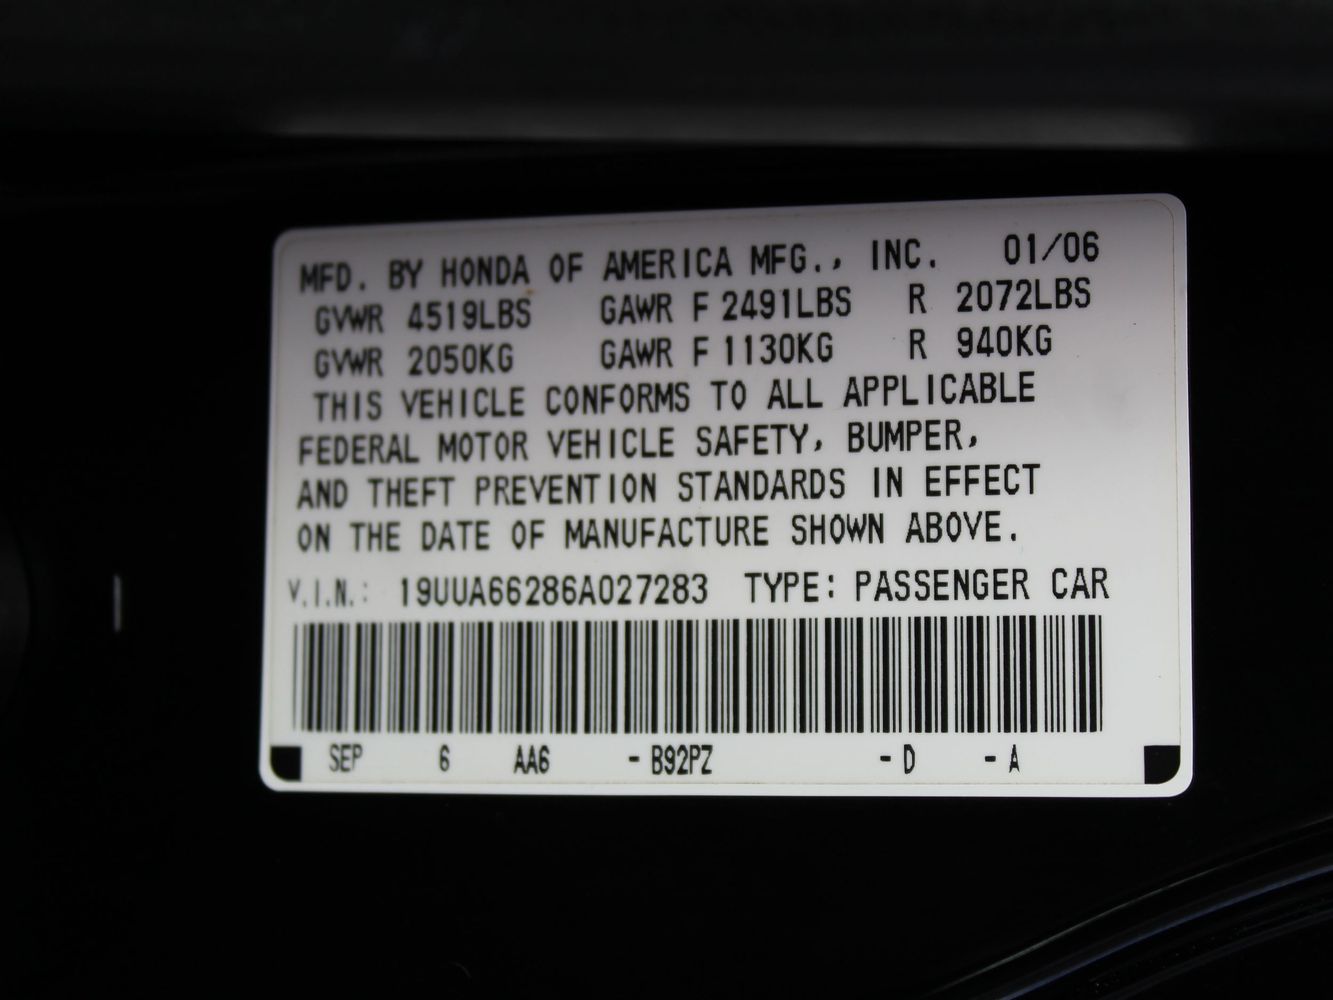 MFD. BY HONDA OF AMERICA MFG., INC. 01/06
GVWR 4519LBS GAWR F 2491LBS R 2072LBS
GVWR 2050KG GAWR F 1130KG R 940KG
THIS VEHICLE CONFORMS TO ALL APPLICABLE
FEDERAL MOTOR VEHICLE SAFETY, BUMPER,
AND THEFT PREVENTION STANDARDS IN EFFECT
ON THE DATE OF MANUFACTURE SHOWN ABOVE.
V.I.N.: 19UUA66286A027283 TYPE: PASSENGER CAR
SEP 6 AA6 - B92PZ - D - A